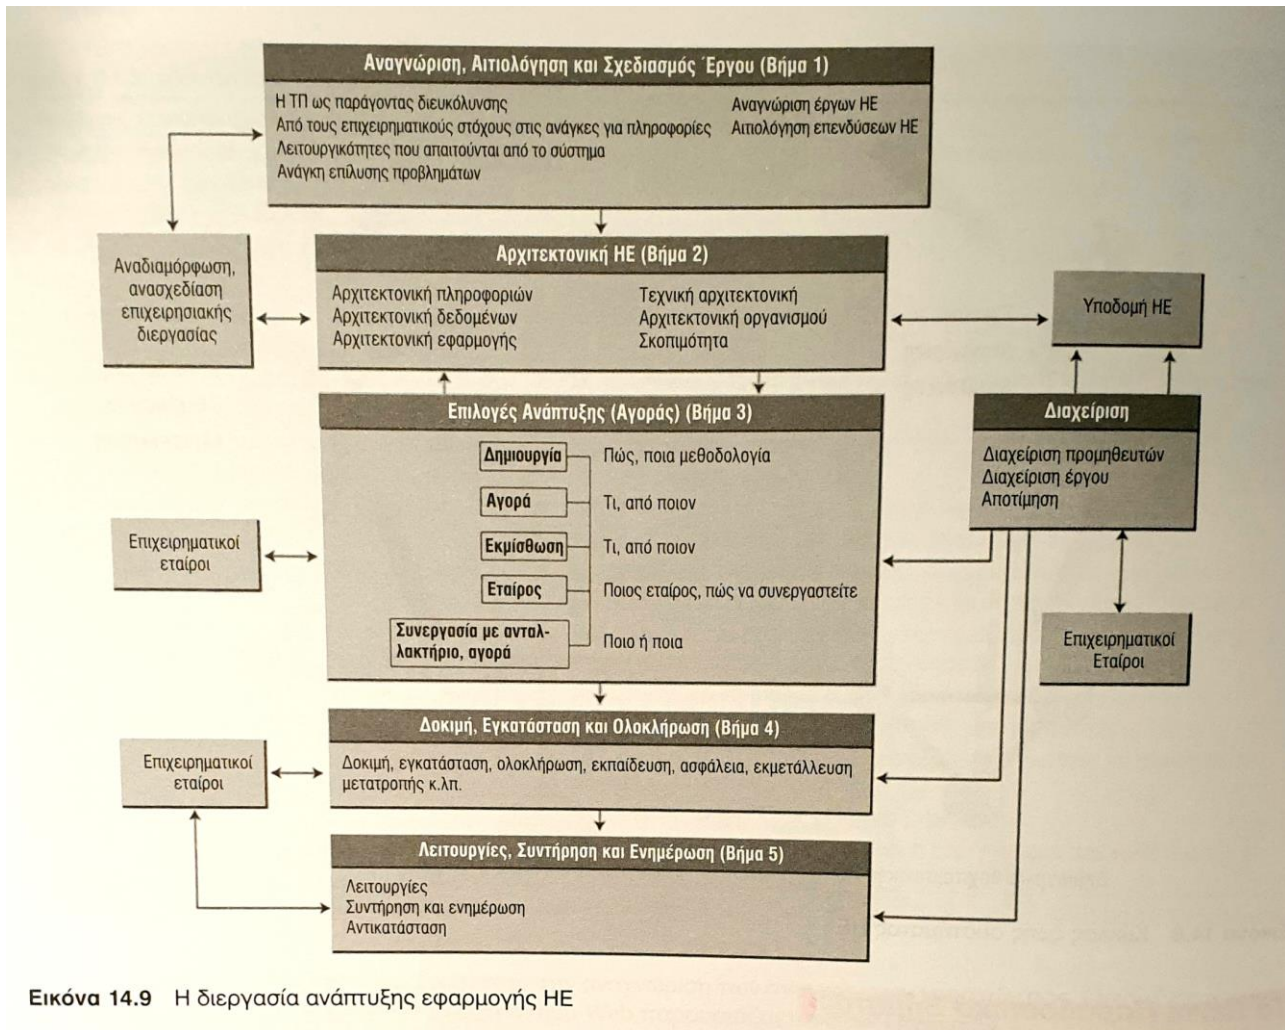 Αναγνώριση, Αιτιολόγηση και Σχεδιασμός Έργου (Βήμα 1)
Η ΤΠ ως παράγοντας διευκόλυνσης
Από τους επιχειρηματικούς στόχους στις ανάγκες για πληροφορίες
Λειτουργικότητες που απαιτούνται από το σύστημα
Ανάγκη επίλυσης προβλημάτων
Αναγνώριση έργων ΗΕ
Αιτιολόγηση επενδύσεων ΗΕ
Αναδιαμόρφωση,
ανασχεδίαση
επιχειρησιακής
διεργασίας
Αρχιτεκτονική ΗΕ (Βήμα 2)
Αρχιτεκτονική πληροφοριών
Αρχιτεκτονική δεδομένων
Αρχιτεκτονική εφαρμογής
Τεχνική αρχιτεκτονική
Αρχιτεκτονική οργανισμού
Σκοπιμότητα
Υποδομή ΗΕ
Επιλογές Ανάπτυξης (Αγοράς) (Βήμα 3)
Δημιουργία
Πώς, ποια μεθοδολογία
Αγορά
Τι, από ποιον
Εκμίσθωση
Τι, από ποιον
Εταίρος
Ποιος εταίρος, πώς να συνεργαστείτε
Συνεργασία με ανταλ-
λακτήριο, αγορά
Ποιο ή ποια
Διαχείριση
Διαχείριση προμηθευτών
Διαχείριση έργου
Αποτίμηση
Επιχειρηματικοί
εταίροι
Επιχειρηματικοί
Εταίροι
Δοκιμή, Εγκατάσταση και Ολοκλήρωση (Βήμα 4)
Δοκιμή, εγκατάσταση, ολοκλήρωση, εκπαίδευση, ασφάλεια, εκμετάλλευση
μετατροπής κ.λπ.
Επιχειρηματικοί
εταίροι
Λειτουργίες, Συντήρηση και Ενημέρωση (Βήμα 5)
Λειτουργίες
Συντήρηση και ενημέρωση
Αντικατάσταση
Εικόνα 14.9 Η διεργασία ανάπτυξης εφαρμογής ΗΕ